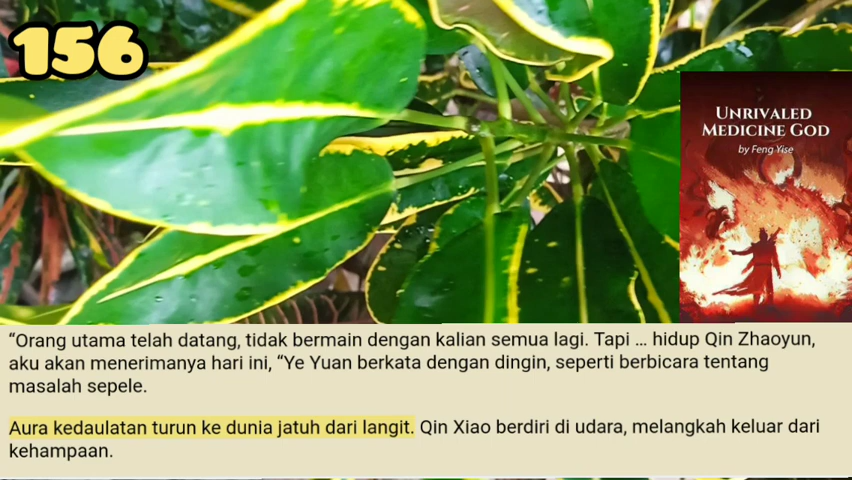 156
UNRIVALED
MEDICINE GOD
by Feng Yise
“Orang utama telah datang, tidak bermain dengan kalian semua lagi. Tapi ... hidup Qin Zhaoyun,
aku akan menerimanya hari ini, “Ye Yuan berkata dengan dingin, seperti berbicara tentang
masalah sepele.
Aura kedaulatan turun ke dunia jatuh dari langit. Qin Xiao berdiri di udara, melangkah keluar dari
kehampaan.